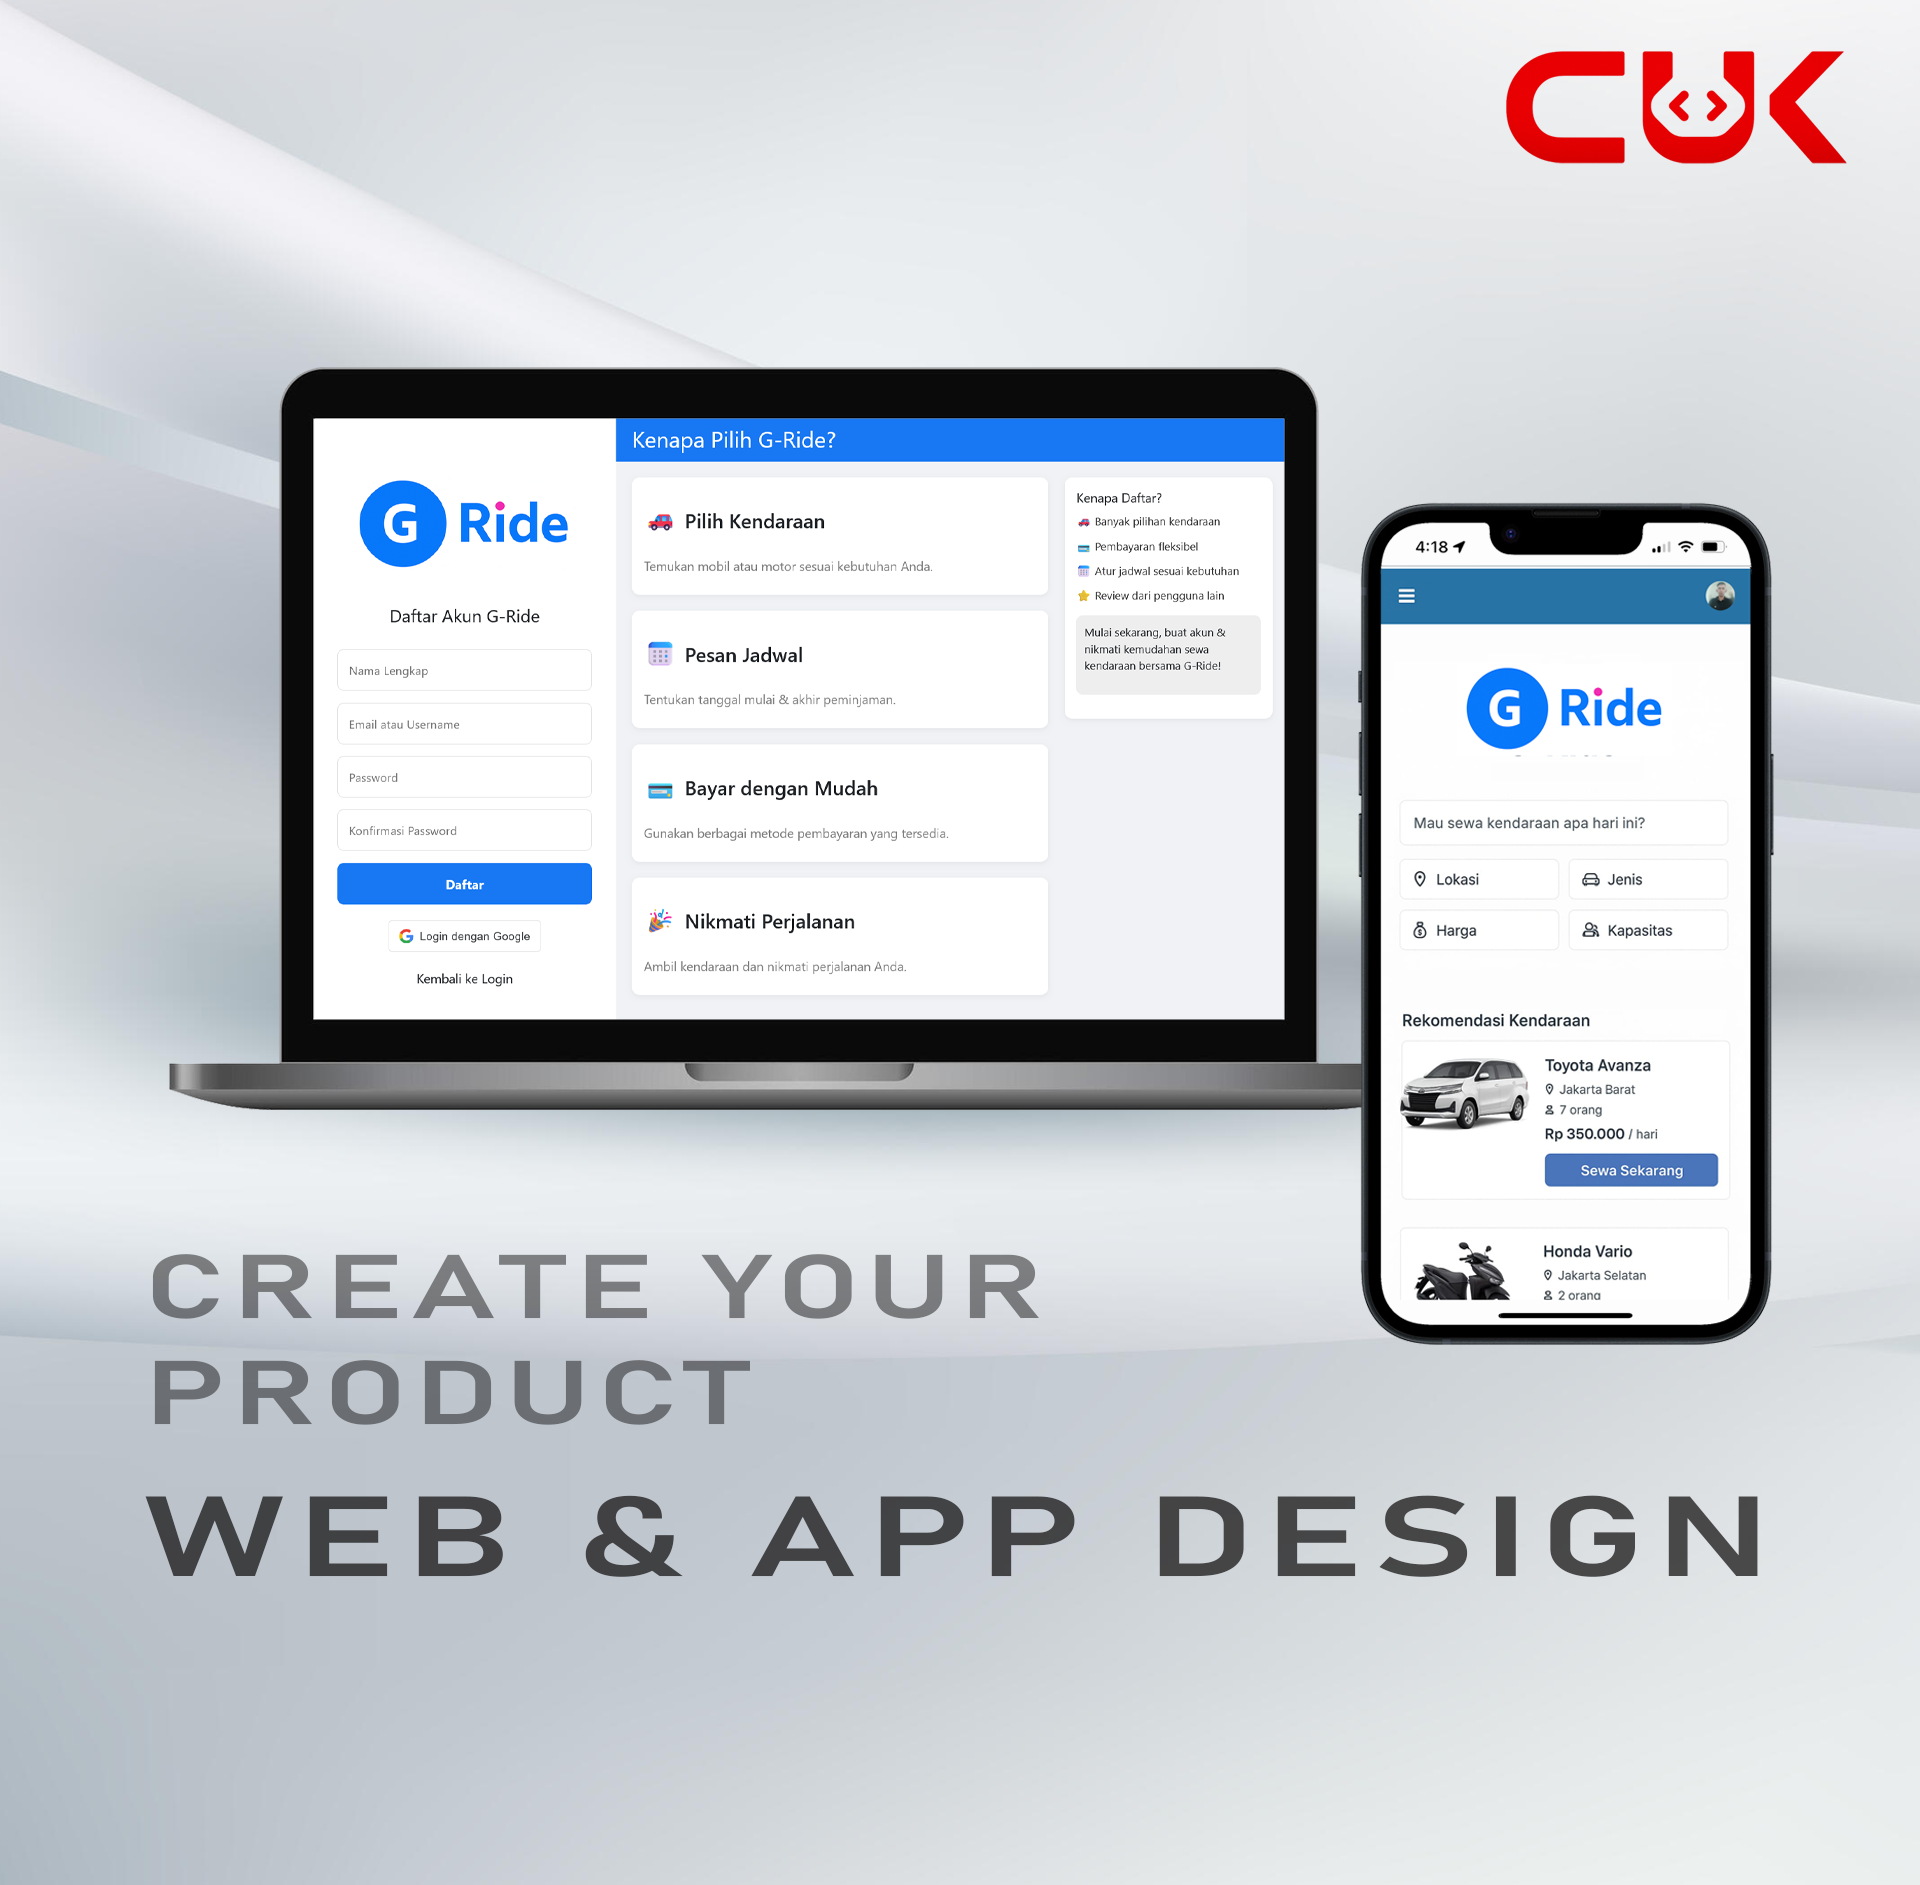 CUK
G Ride
Daftar Akun G-Ride
Nama Lengkap
Email atau Username
Password
Konfirmasi Password
Daftar
Login dengan Google
Kembali ke Login
Kenapa Pilih G-Ride?
Pilih Kendaraan
Temukan mobil atau motor sesuai kebutuhan Anda.
Pesan Jadwal
Tentukan tanggal mulai & akhir peminjaman.
Bayar dengan Mudah
Gunakan berbagai metode pembayaran yang tersedia.
Nikmati Perjalanan
Ambil kendaraan dan nikmati perjalanan Anda.
Kenapa Daftar?
Banyak pilihan kendaraan
Pembayaran fleksibel
Atur jadwal sesuai kebutuhan
Review dari pengguna lain
Mulai sekarang, buat akun &
nikmati kemudahan sewa
kendaraan bersama G-Ride!
4:18
G Ride
Mau sewa kendaraan apa hari ini?
Lokasi
Jenis
Harga
Kapasitas
Rekomendasi Kendaraan
Toyota Avanza
Jakarta Barat
7 orang
Rp 350.000 / hari
Sewa Sekarang
Honda Vario
Jakarta Selatan
2 orang
CREATE YOUR
PRODUCT
WEB & APP DESIGN